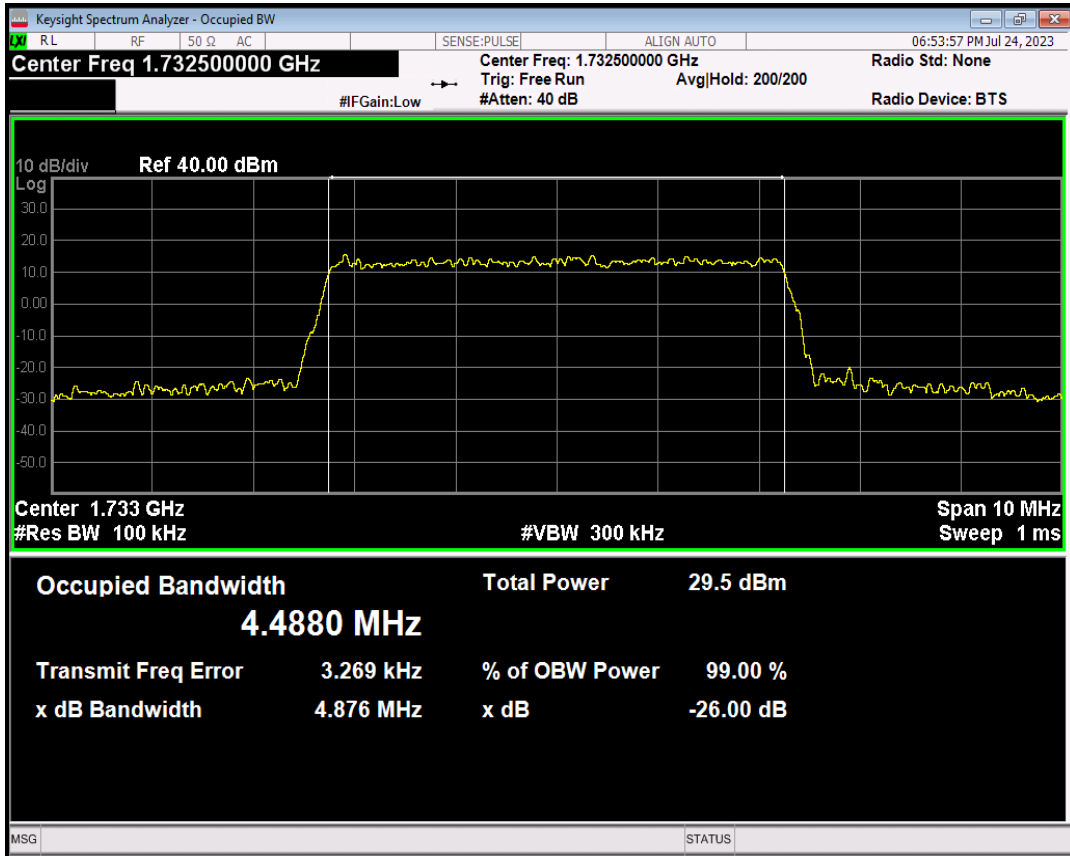 Keysight Spectrum Analyzer - Occupied BW
LXI RL RF 50 Ω AC SENSE:PULSE ALIGN AUTO 06:53:57 PM Jul 24, 2023
Center Freq 1.732500000 GHz Center Freq: 1.732500000 GHz Radio Std: None
Trig: Free Run Avg|Hold: 200/200
#IFGain:Low #Atten: 40 dB Radio Device: BTS
10 dB/div Ref 40.00 dBm
Log
30.0
20.0
10.0
0.00
-10.0
-20.0
-30.0
-40.0
-50.0
Center 1.733 GHz Span 10 MHz
#Res BW 100 kHz #VBW 300 kHz Sweep 1 ms
Occupied Bandwidth Total Power 29.5 dBm
4.4880 MHz
Transmit Freq Error 3.269 kHz % of OBW Power 99.00 %
x dB Bandwidth 4.876 MHz x dB -26.00 dB
MSG STATUS